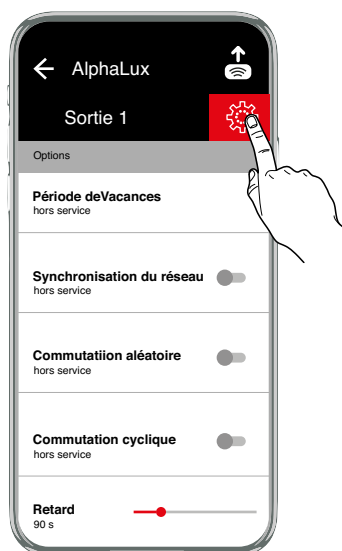 AlphaLux
Sortie 1
Options
Période deVacances
hors service
Synchronisation du réseau
hors service
Commutatiion aléatoire
hors service
Commutation cyclique
hors service
Retard
90 s